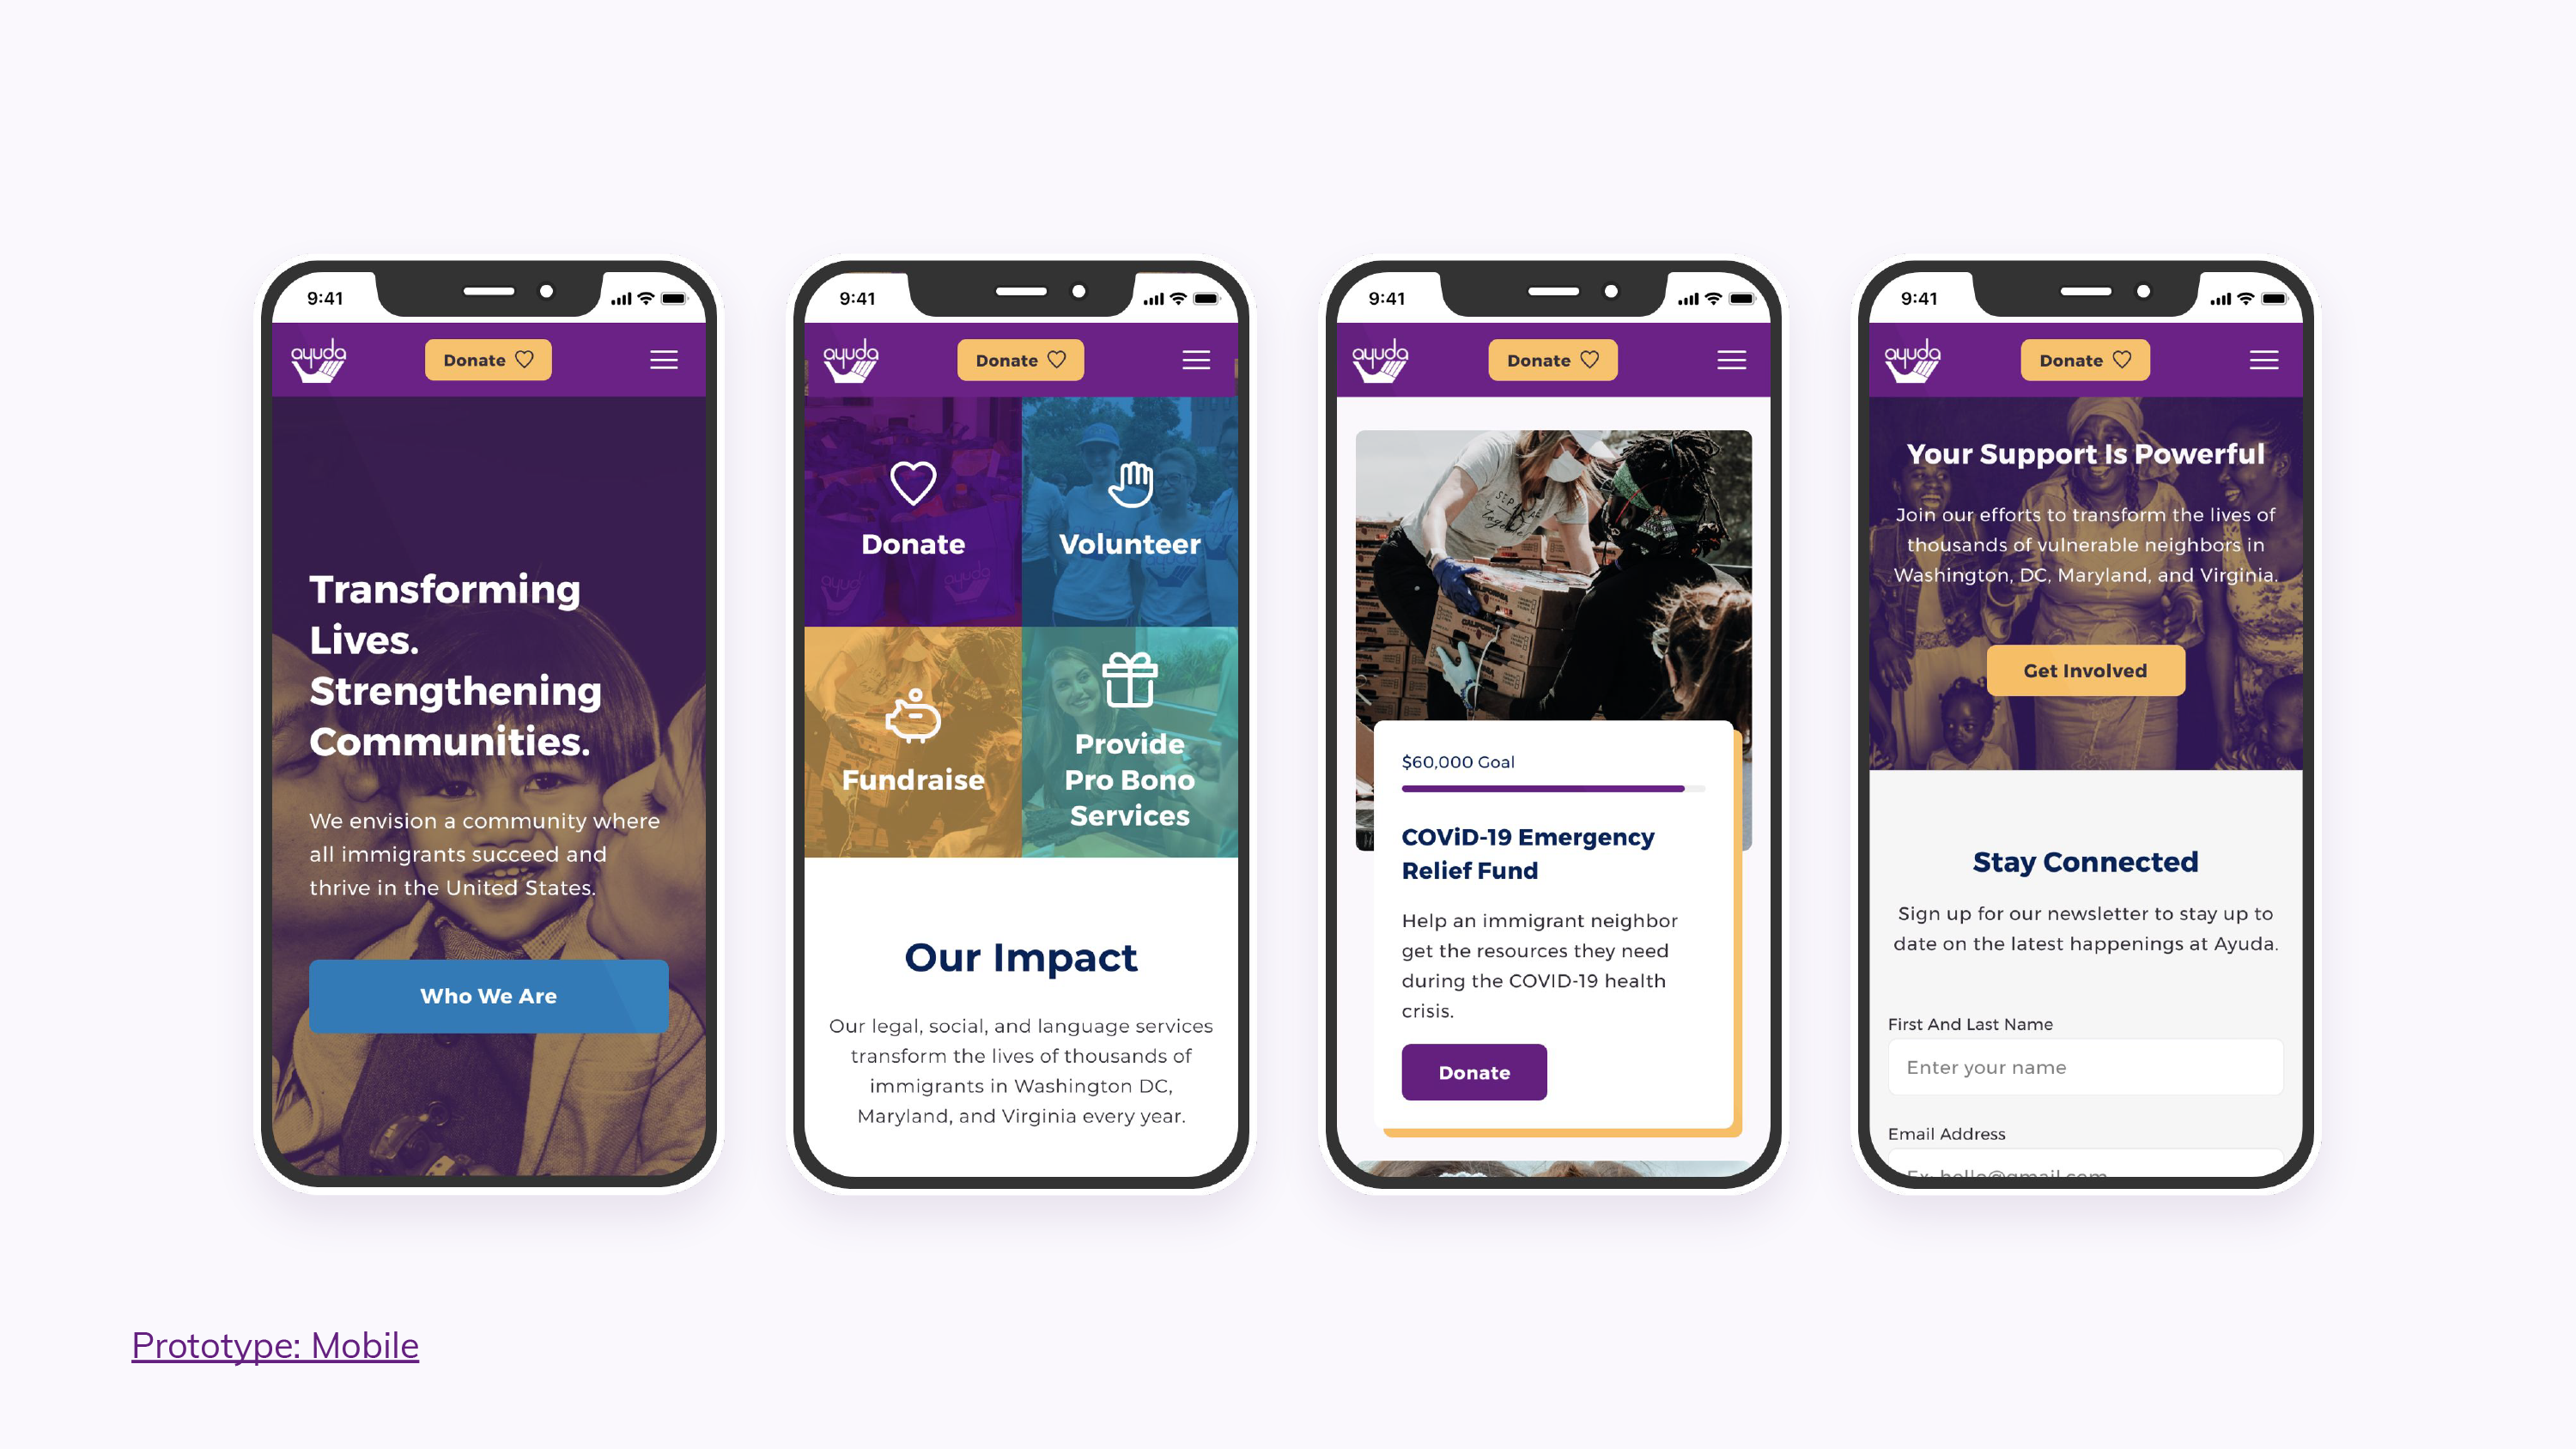 9:41
ayuda
Donate
Transforming
Lives.
Strengthening
Communities.
We envision a community where
all immigrants succeed and
thrive in the United States.
Who We Are
9:41
ayuda
Donate
Donate
Volunteer
ayuda
ayuda
Fundraise
Provide
Pro Bono
Services
Our Impact
Our legal, social, and language services
transform the lives of thousands of
immigrants in Washington DC,
Maryland, and Virginia every year.
9:41
ayuda
Donate
CALIFORNIA
$60,000 Goal
COViD-19 Emergency
Relief Fund
Help an immigrant neighbor
get the resources they need
during the COVID-19 health
crisis.
Donate
9:41
ayuda
Donate
Your Support Is Powerful
Join our efforts to transform the lives of
thousands of vulnerable neighbors in
Washington, DC, Maryland, and Virginia.
Get Involved
Stay Connected
Sign up for our newsletter to stay up to
date on the latest happenings at Ayuda.
First And Last Name
Enter your name
Email Address
Ex: hello@gmail.com
Prototype: Mobile